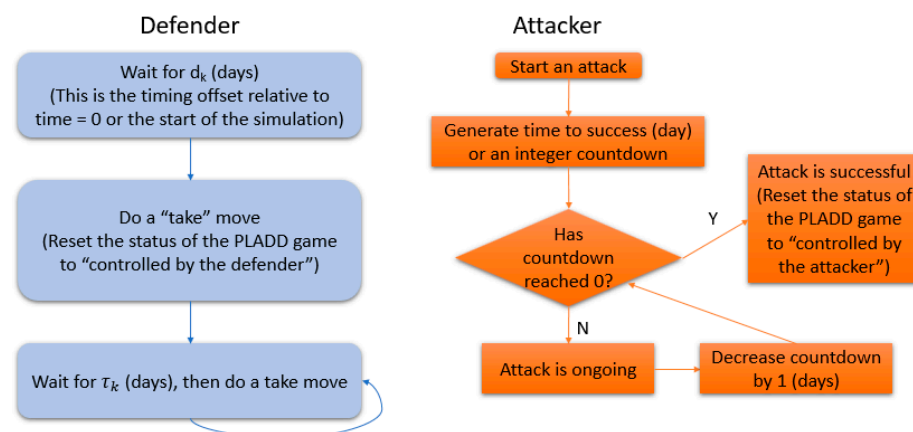 Defender
Wait for dₖ (days)
(This is the timing offset relative to
time = 0 or the start of the simulation)
Do a “take” move
(Reset the status of the PLADD game
to “controlled by the defender”)
Wait for τₖ (days), then do a take move
Attacker
Start an attack
Generate time to success (day)
or an integer countdown
Has
countdown
reached 0?
Y
Attack is successful
(Reset the status of
the PLADD game
to “controlled by
the attacker”)
N
Attack is ongoing
Decrease countdown
by 1 (days)